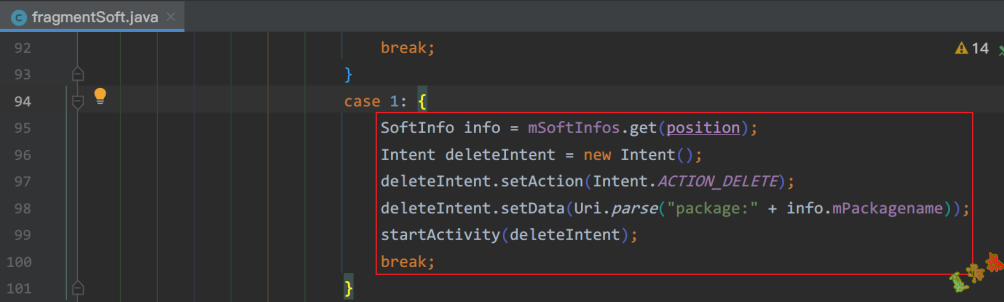 fragmentSoft.java
92 break;
14
93 }
94 case 1: {
95 SoftInfo info = mSoftInfos.get(position);
96 Intent deleteIntent = new Intent();
97 deleteIntent.setAction(Intent.ACTION_DELETE);
98 deleteIntent.setData(Uri.parse("package:" + info.mPackagename));
99 startActivity(deleteIntent);
100 break;
101 }